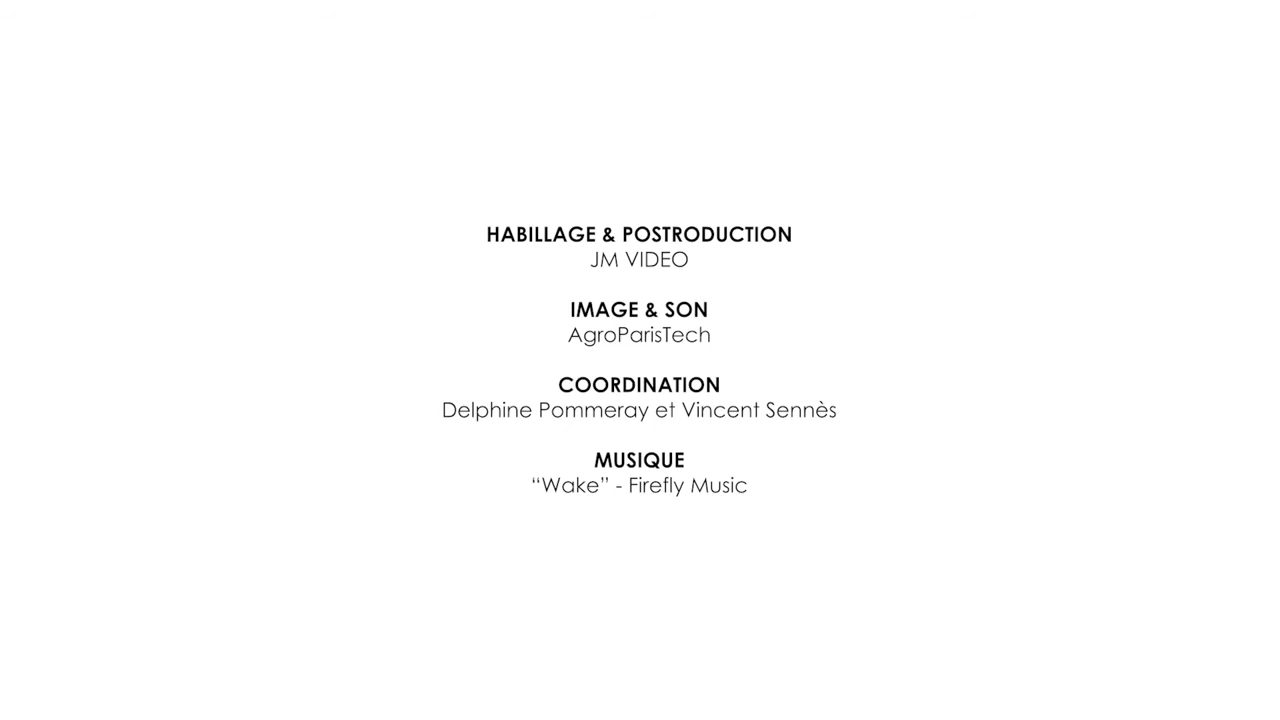 HABILLAGE & POSTRODUCTION
JM VIDEO
IMAGE & SON
AgroParisTech
COORDINATION
Delphine Pommeray et Vincent Sennès
MUSIQUE
“Wake” - Firefly Music